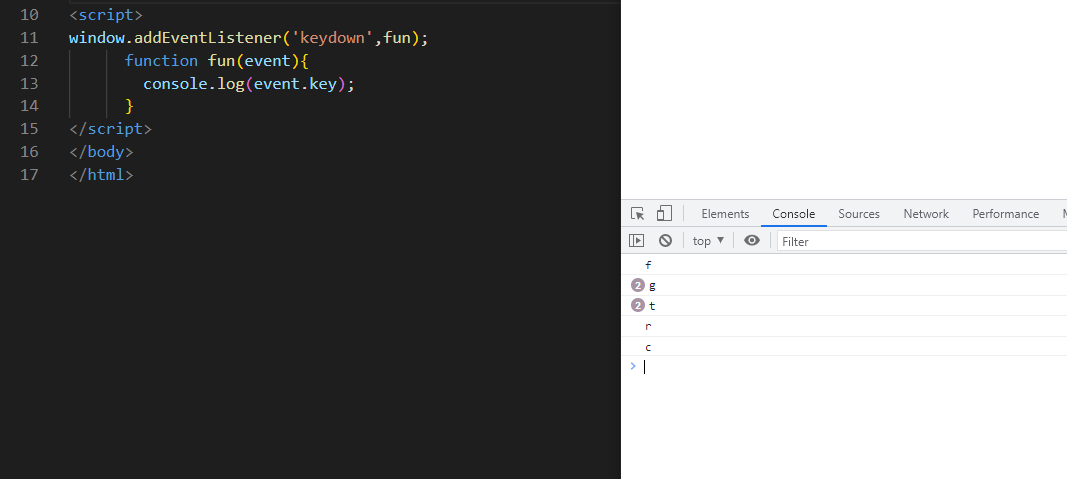 10 <script>
11 window.addEventListener('keydown',fun);
12 function fun(event){
13 console.log(event.key);
14 }
15 </script>
16 </body>
17 </html>
Elements Console Sources Network Performance
top ▼ Filter
f
2 g
2 t
r
c
>